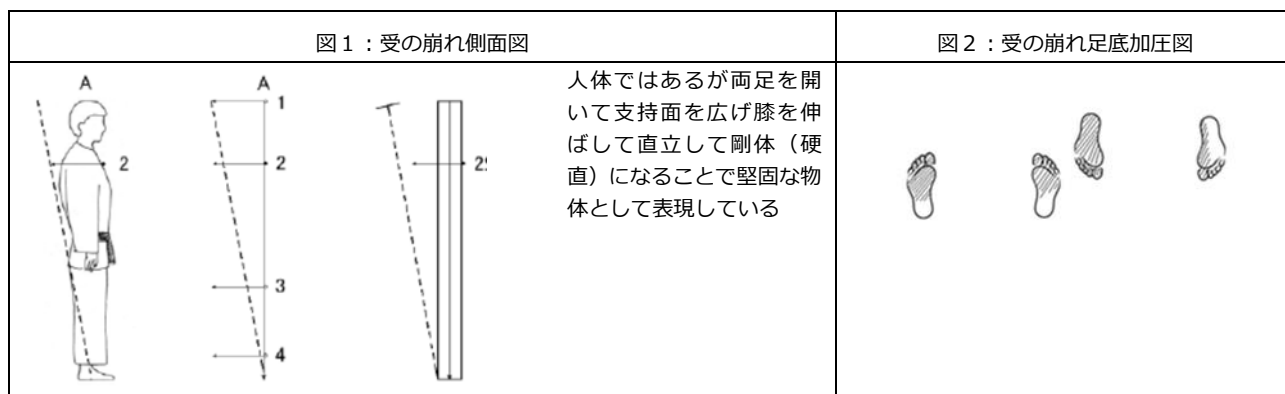 図1：受の崩れ側面図
図2：受の崩れ足底加圧図
A
2
A
1
2
3
4
2
人体ではあるが両足を開
いて支持面を広げ膝を伸
ばして直立して剛体（硬
直）になることで堅固な物
体として表現している